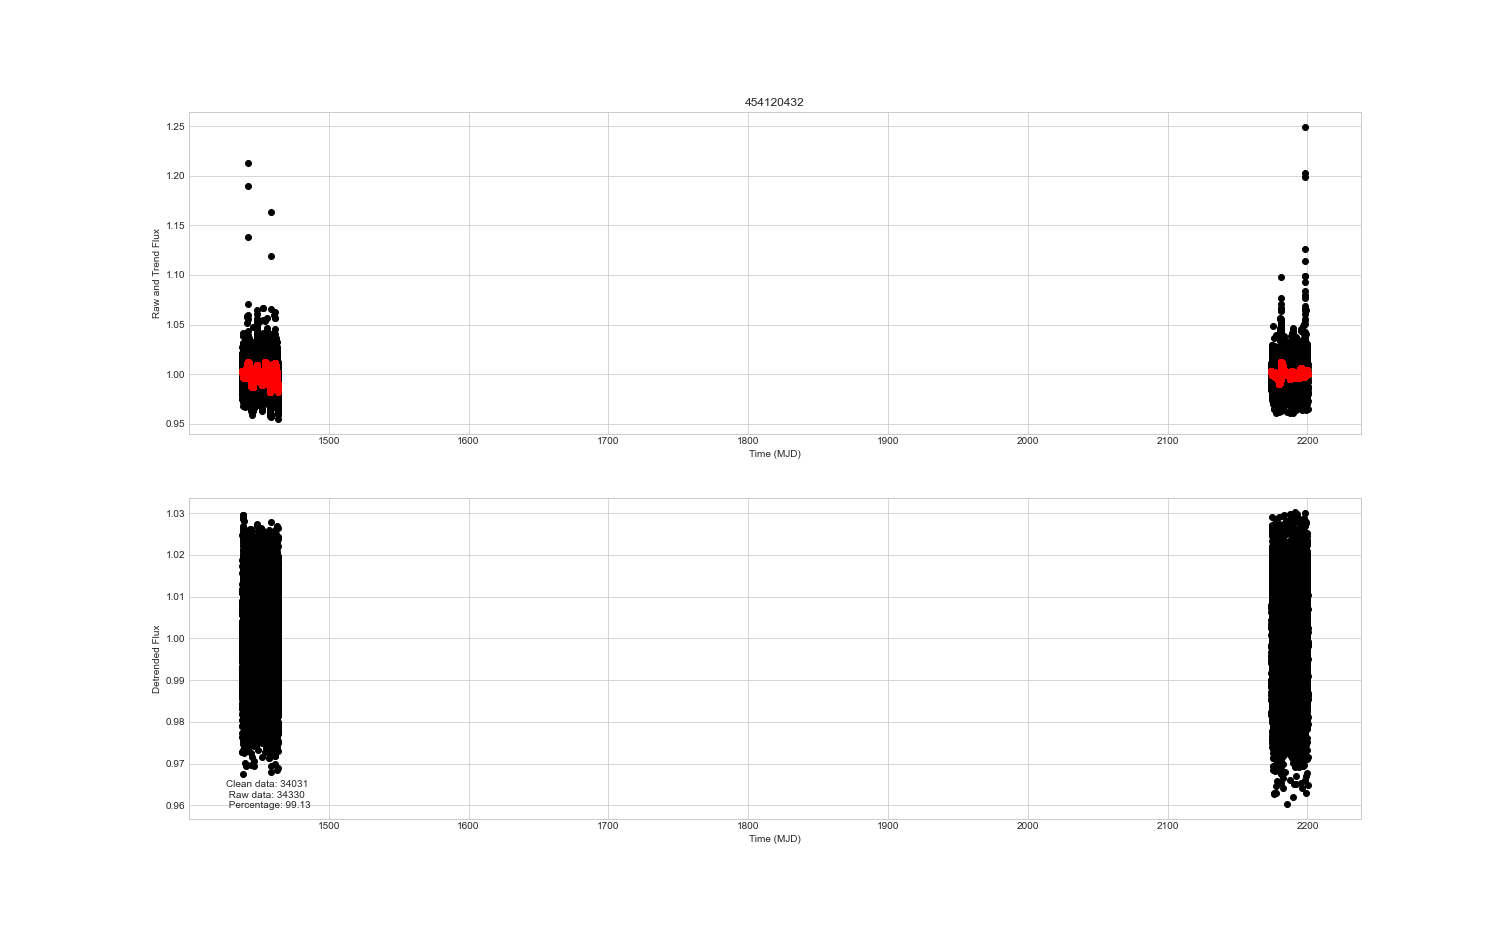 454120432
1.25
1.20
1.15
1.10
1.05
1.00
0.95
Raw and Trend Flux
1500 1600 1700 1800 1900 2000 2100 2200
Time (MJD)
1.03
1.02
1.01
1.00
0.99
0.98
0.97
0.96
Detrended Flux
Clean data: 34031
Raw data: 34330
Percentage: 99.13
1500 1600 1700 1800 1900 2000 2100 2200
Time (MJD)